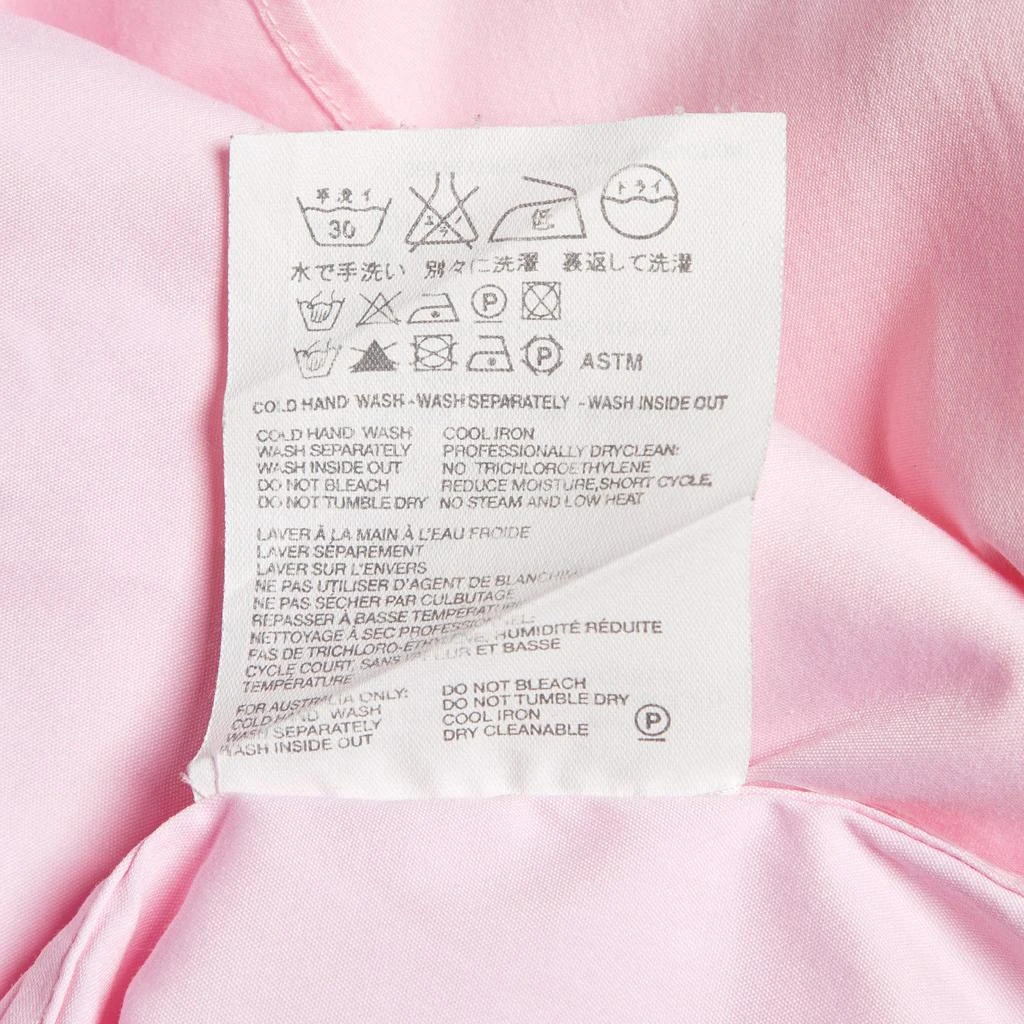 手洗イ 30 エンソ サラシ 低 ドライ
水で手洗い 別々に洗濯 裏返して洗濯
P
P ASTM
COLD HAND WASH -WASH SEPARATELY -WASH INSIDE OUT
COLD HAND WASH COOL IRON
WASH SEPARATELY PROFESSIONALLY DRYCLEAN:
WASH INSIDE OUT NO TRICHLOROETHYLENE
DO NOT BLEACH REDUCE MOISTURE, SHORT CYCLE,
DO NOT TUMBLE DRY NO STEAM AND LOW HEAT
LAVER À LA MAIN À L'EAU FROIDE
LAVER SÉPAREMENT
LAVER SUR L'ENVERS
NE PAS UTILISER D'AGENT DE
NE PAS SÉCHER PAR CULBUTAGE
REPASSER À BASSE TEMPÉRATURE
NETTOYAGE À SEC
PAS DE TRICHLORO-ETHYLENE, HUMIDITÉ RÉDUITE
CYCLE COURT, SANS VAPEUR ET BASSE
TEMPÉRATURE
FOR AUSTRALIA ONLY: DO NOT BLEACH
COLD HAND WASH DO NOT TUMBLE DRY
WASH SEPARATELY COOL IRON
WASH INSIDE OUT DRY CLEANABLE
P